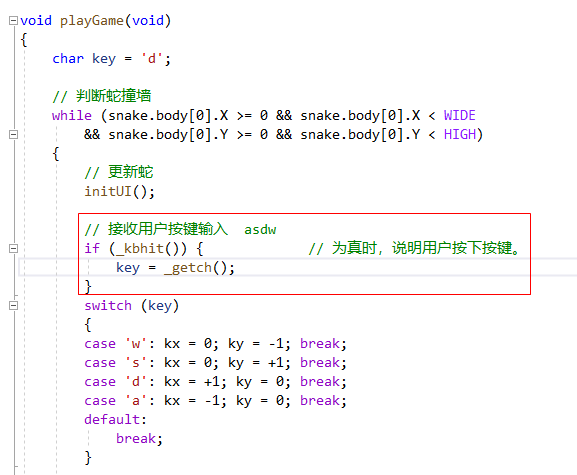 void playGame(void)
{
    char key = 'd';
    // 判断蛇撞墙
    while (snake.body[0].X >= 0 && snake.body[0].X < WIDE
        && snake.body[0].Y >= 0 && snake.body[0].Y < HIGH)
    {
        // 更新蛇
        initUI();
        // 接收用户按键输入  asdw
        if (_kbhit()) {             // 为真时，说明用户按下按键。
            key = _getch();
        }
        switch (key)
        {
        case 'w': kx = 0; ky = -1; break;
        case 's': kx = 0; ky = +1; break;
        case 'd': kx = +1; ky = 0; break;
        case 'a': kx = -1; ky = 0; break;
        default:
            break;
        }